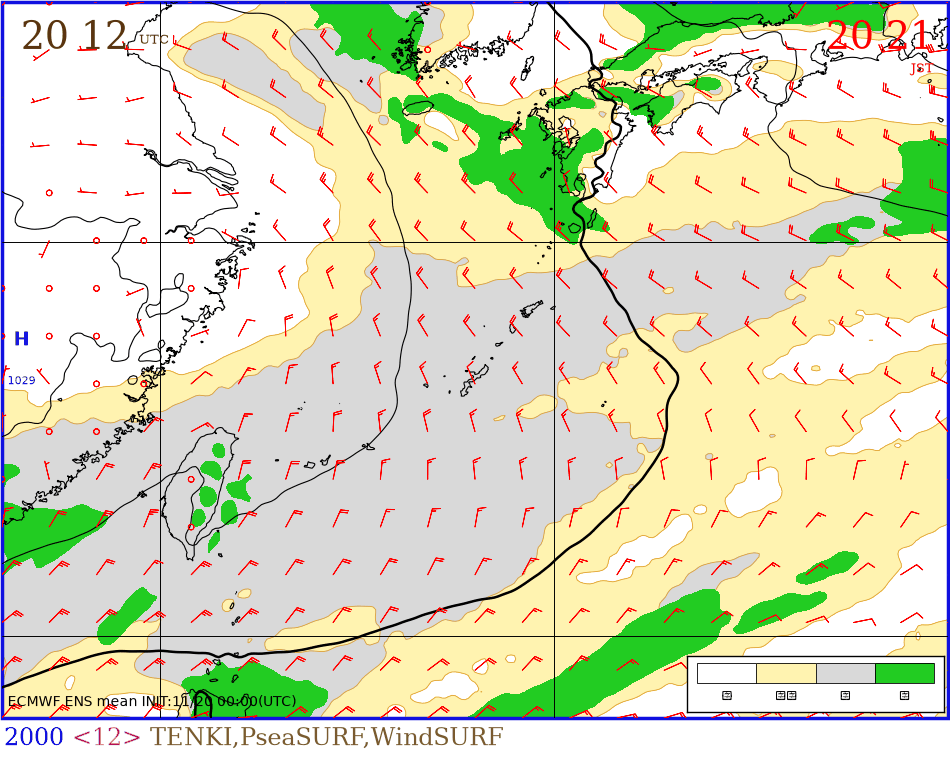 20 12 UTC 20 21
JST
H
1029
ECMWF ENS mean INIT:11/20 00:00(UTC)
2000 <12> TENKI,PseaSURF,WindSURF